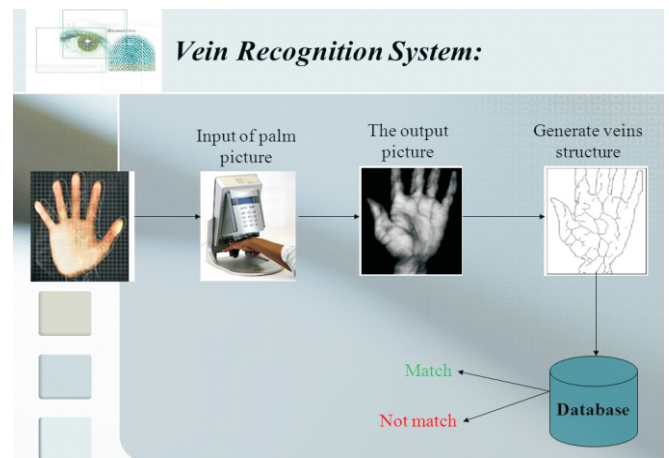 Vein Recognition System:
Input of palm
picture
The output
picture
Generate veins
structure
Match
Not match
Database